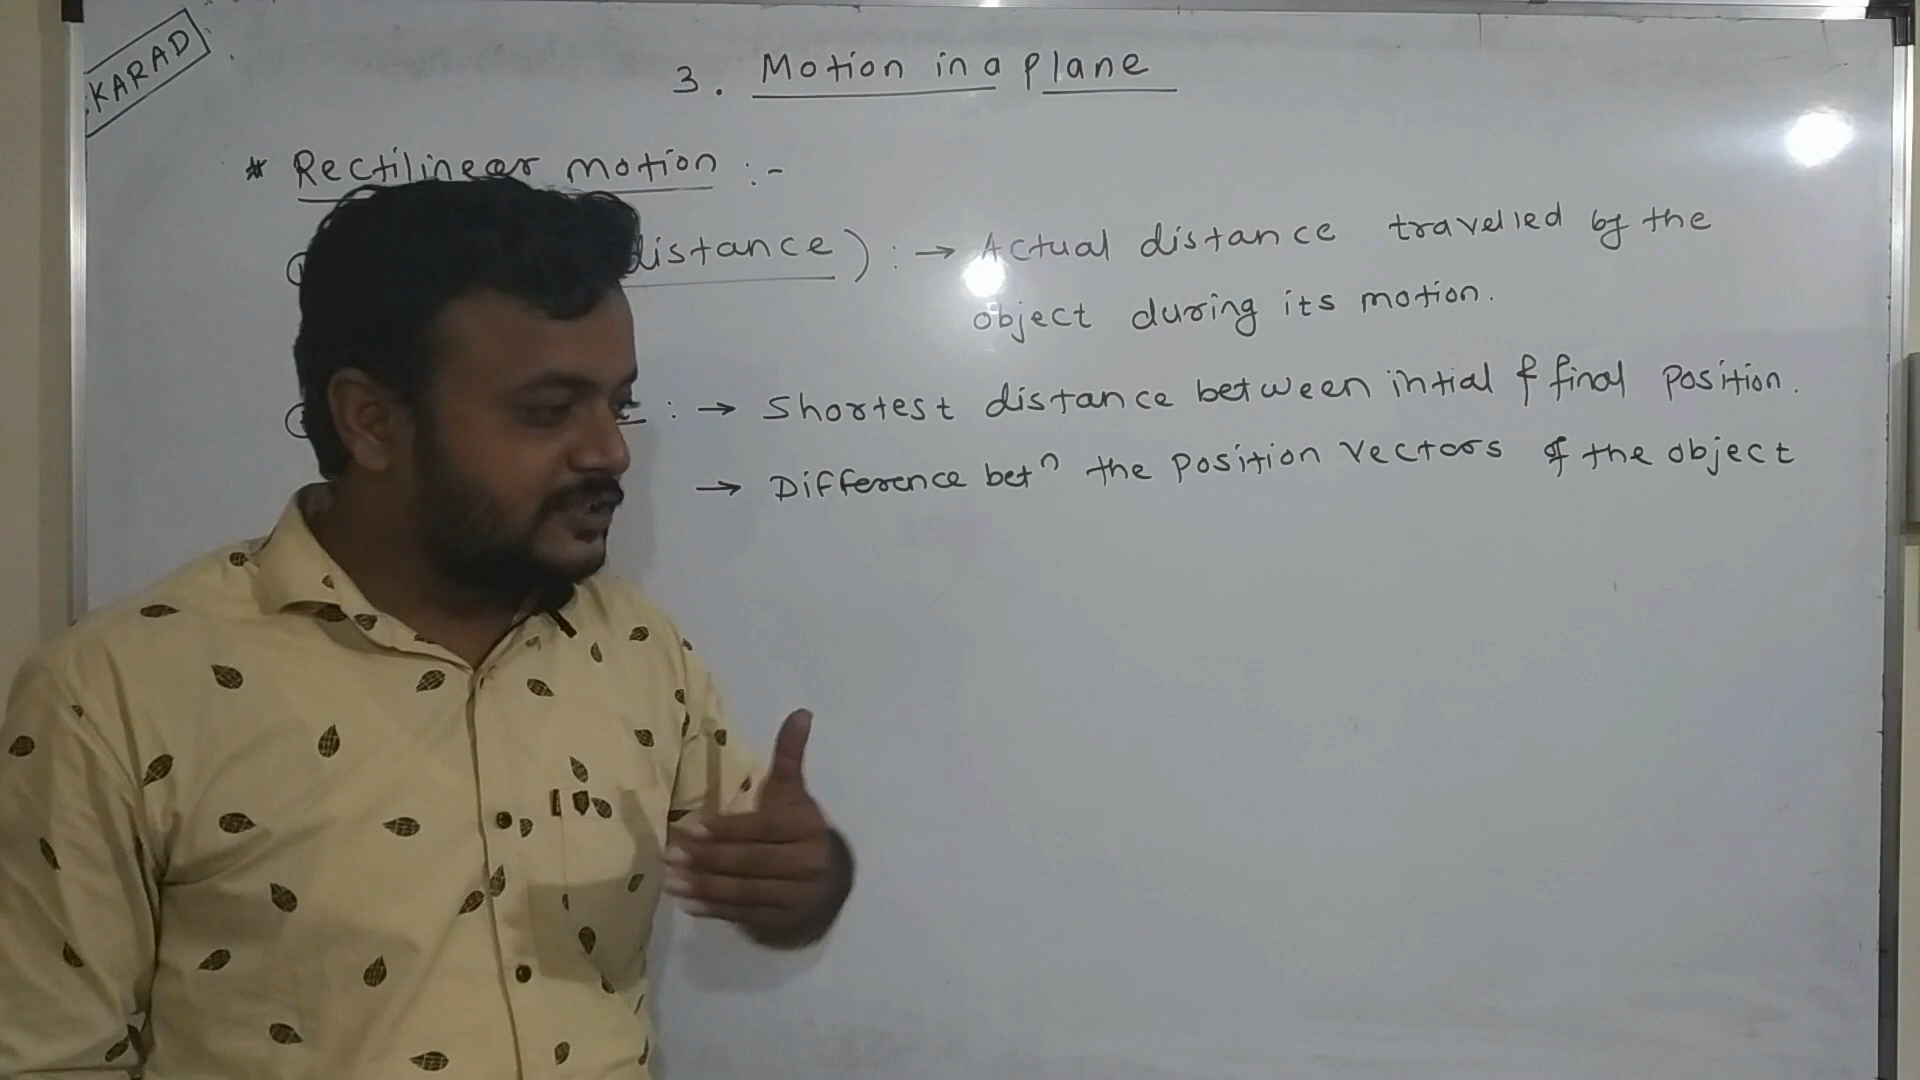 KARAD
3. Motion in a plane
* Rectilinear motion :-
distance) : → Actual distance travelled by the
object during its motion.
: → Shortest distance between intial & final position.
→ Difference betⁿ the position vectors of the object